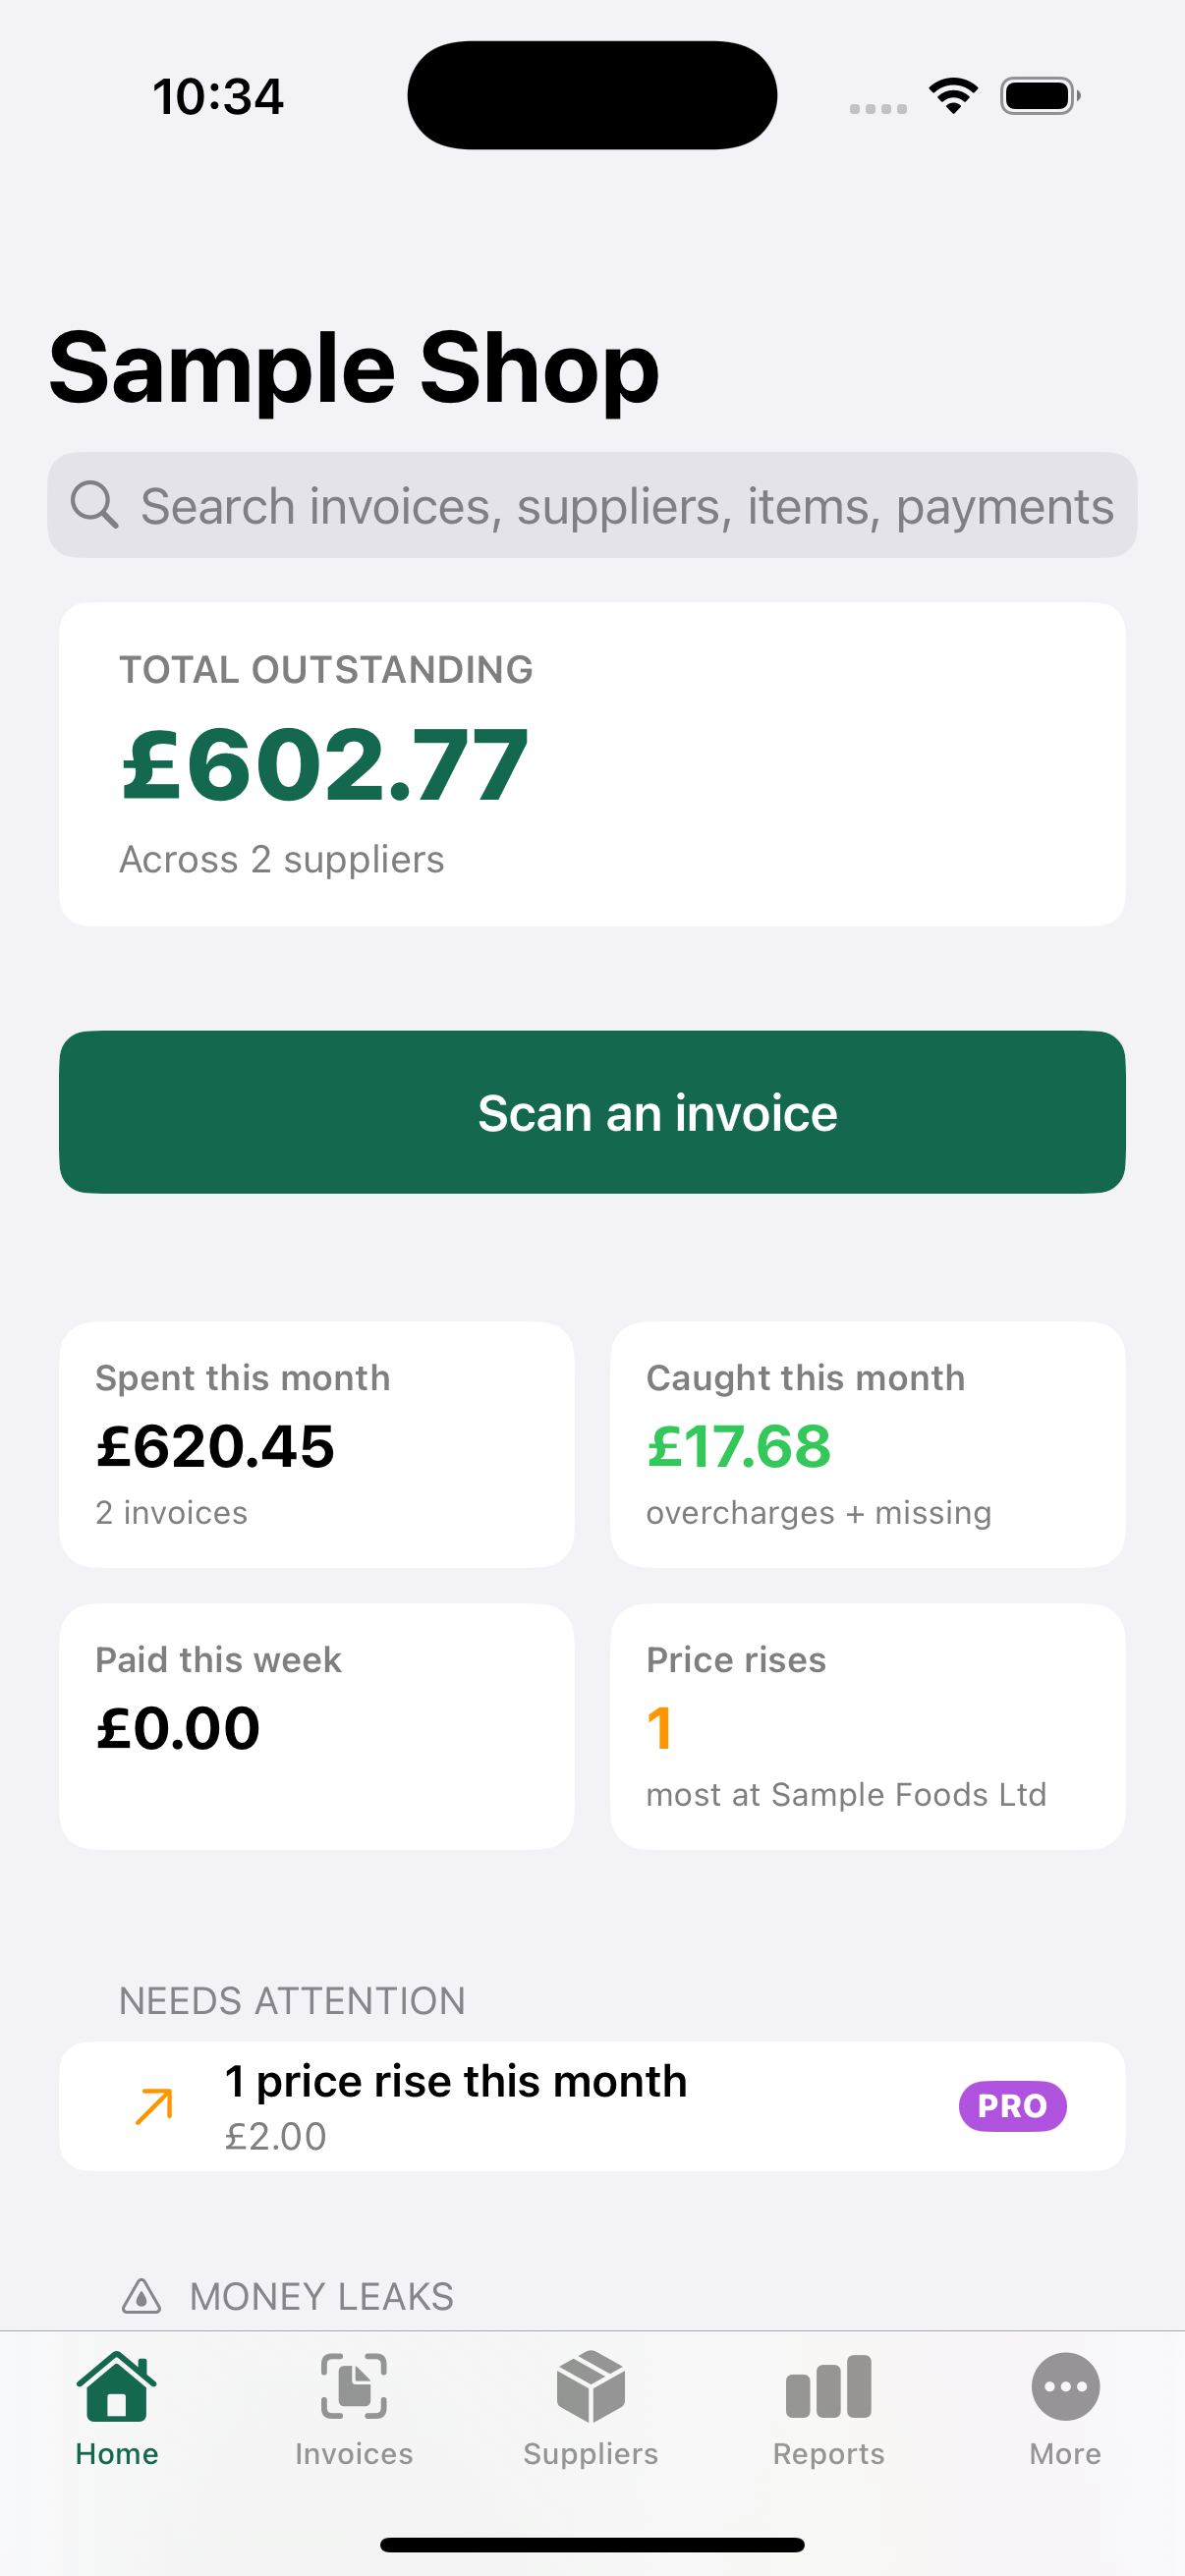 10:34
Sample Shop
Search invoices, suppliers, items, payments
TOTAL OUTSTANDING
£602.77
Across 2 suppliers
Scan an invoice
Spent this month
£620.45
2 invoices
Caught this month
£17.68
overcharges + missing
Paid this week
£0.00
Price rises
1
most at Sample Foods Ltd
NEEDS ATTENTION
1 price rise this month
£2.00
PRO
MONEY LEAKS
Home
Invoices
Suppliers
Reports
More